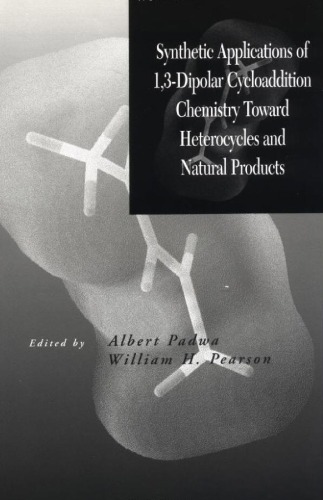 Synthetic Applications of
1,3-Dipolar Cycloaddition
Chemistry Toward
Heterocycles and
Natural Products
Edited by Albert Padwa
William H. Pearson